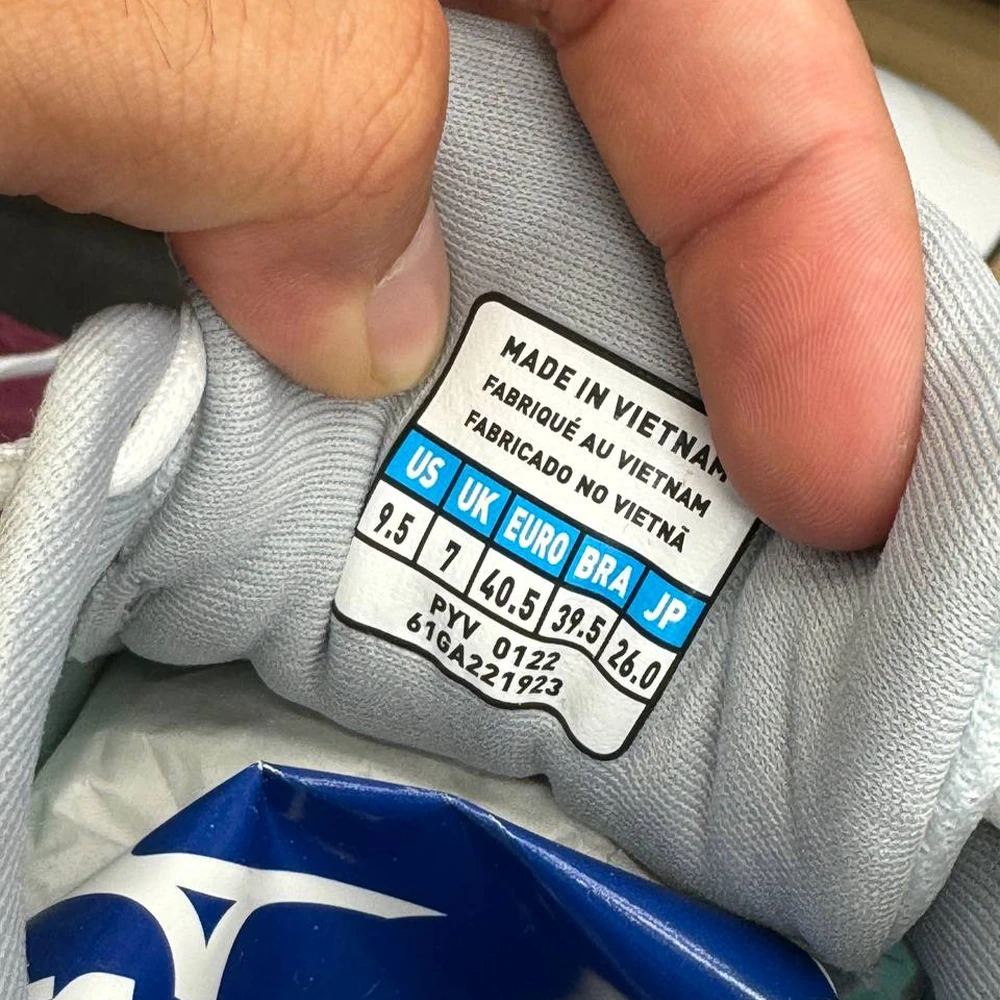 MADE IN VIETNAM
FABRIQUÉ AU VIETNAM
FABRICADO NO VIETNÃ
US UK EURO BRA JP
9.5 7 40.5 39.5 26.0
PYV 0122
61GA221923